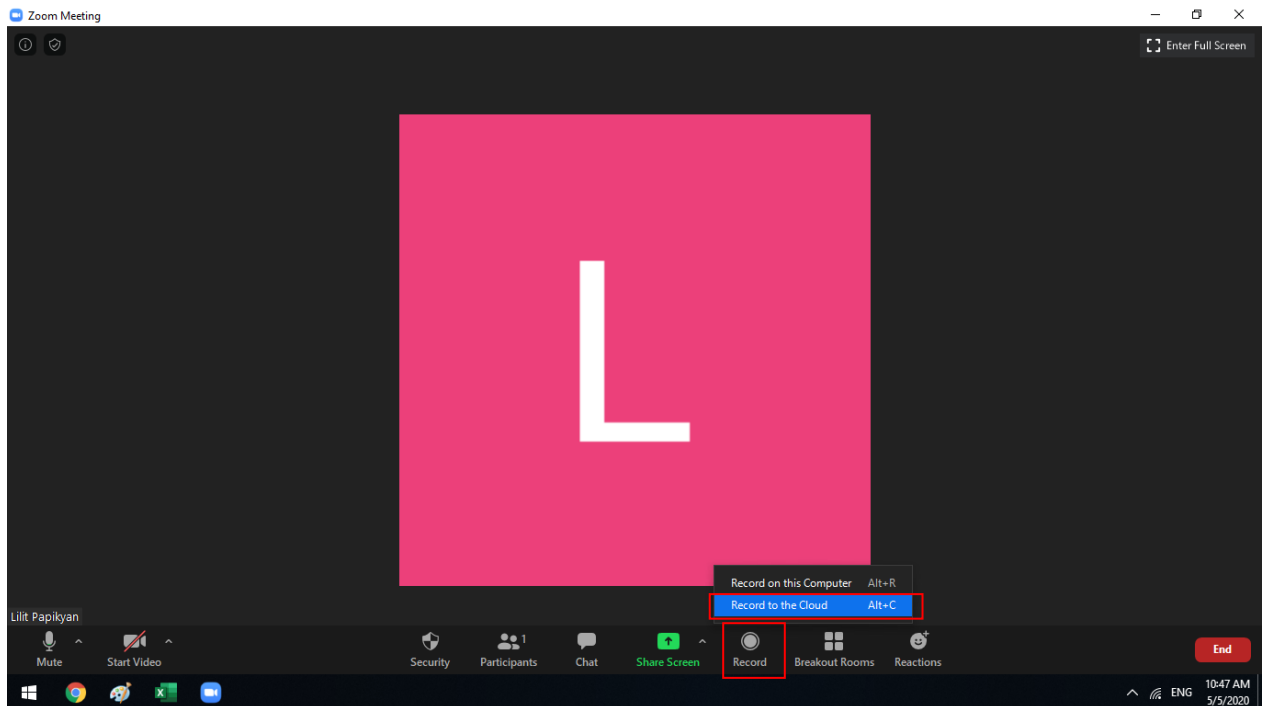 Zoom Meeting
Enter Full Screen
L
Record on this Computer Alt+R
Record to the Cloud Alt+C
Lilit Papikyan
1
Mute Start Video Security Participants Chat Share Screen Record Breakout Rooms Reactions End
ENG 10:47 AM
5/5/2020